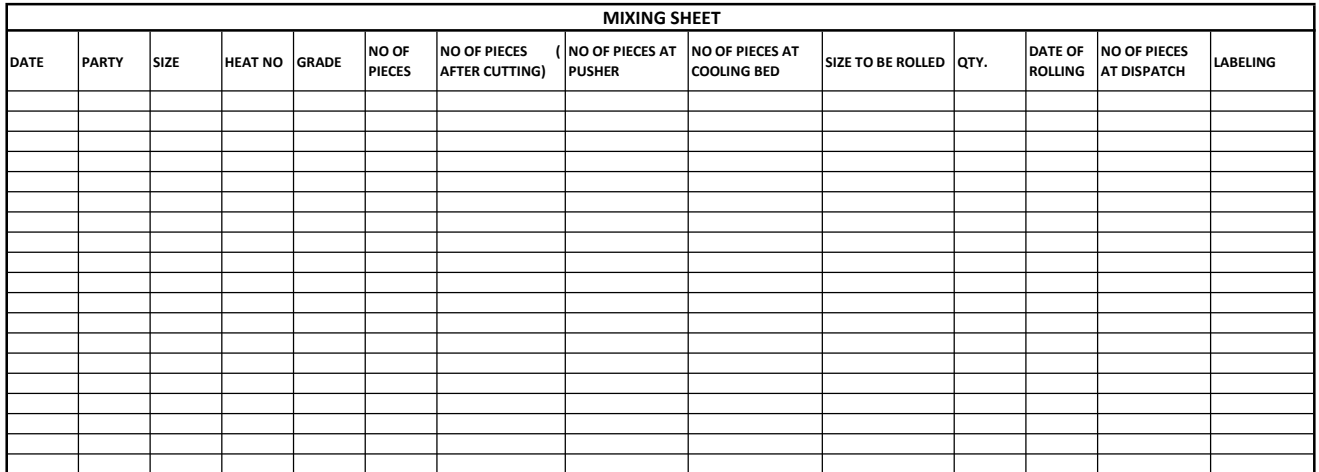 MIXING SHEET
DATE
PARTY
SIZE
HEAT NO
GRADE
NO OF
PIECES
NO OF PIECES (
AFTER CUTTING)
NO OF PIECES AT
PUSHER
NO OF PIECES AT
COOLING BED
SIZE TO BE ROLLED
QTY.
DATE OF
ROLLING
NO OF PIECES
AT DISPATCH
LABELING